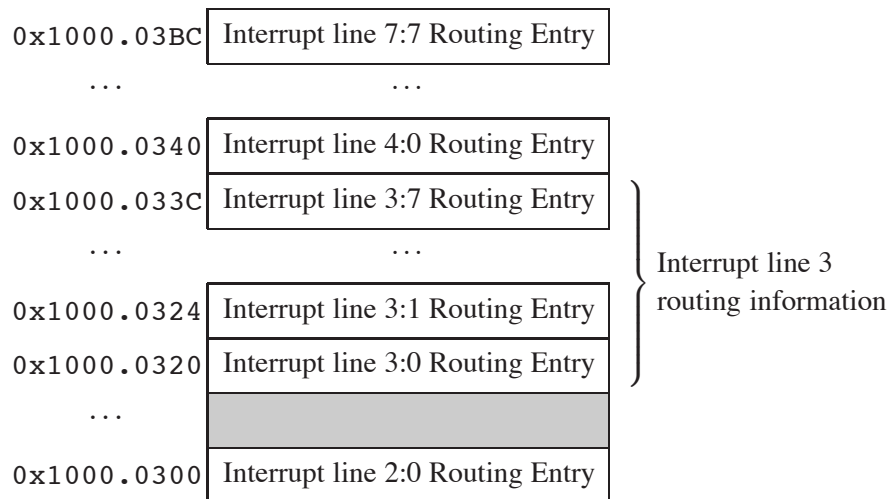 0x1000.03BC Interrupt line 7:7 Routing Entry
... ...
0x1000.0340 Interrupt line 4:0 Routing Entry
0x1000.033C Interrupt line 3:7 Routing Entry
... ...
Interrupt line 3
routing information
0x1000.0324 Interrupt line 3:1 Routing Entry
0x1000.0320 Interrupt line 3:0 Routing Entry
...
0x1000.0300 Interrupt line 2:0 Routing Entry